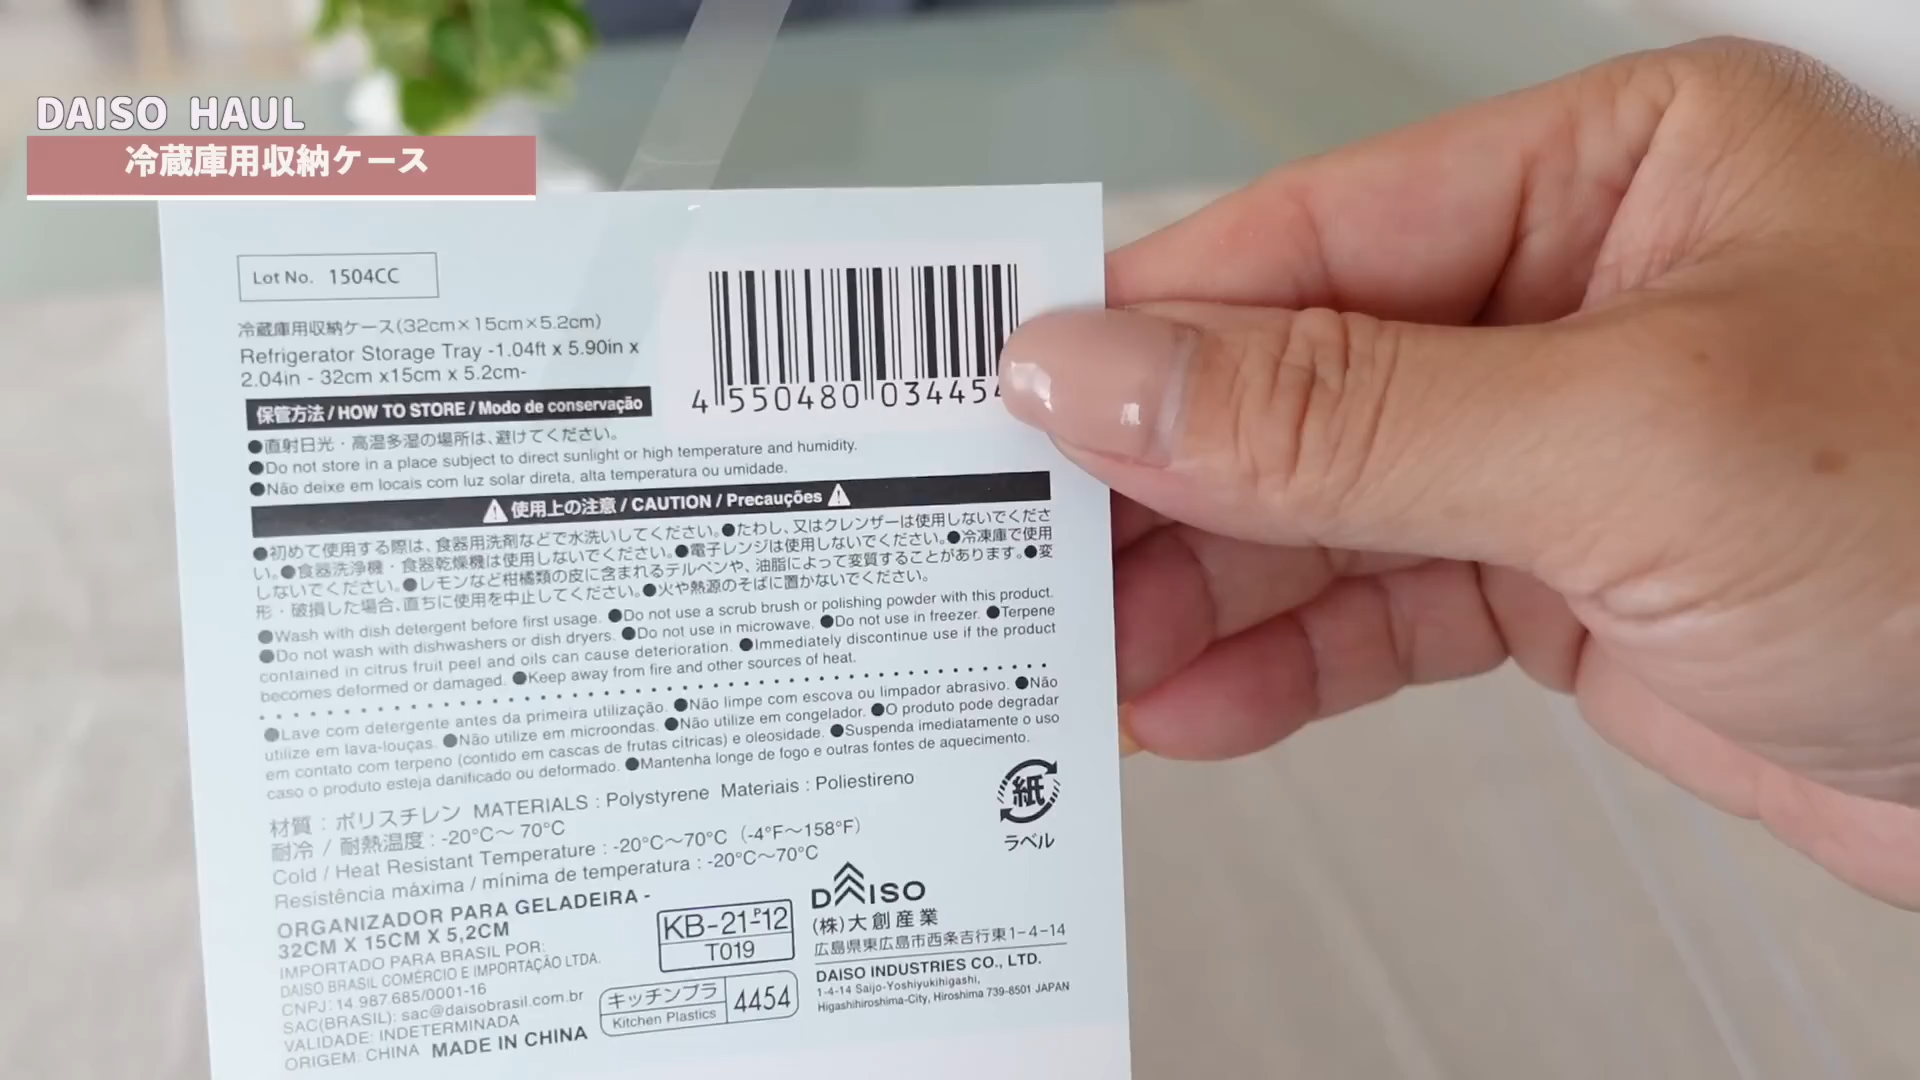 DAISO HAUL
冷蔵庫用収納ケース
Lot No. 1504CC
冷蔵庫用収納ケース(32cm×15cm×5.2cm)
Refrigerator Storage Tray -1.04ft x 5.90in x
2.04in - 32cm x15cm x 5.2cm-
4 550480 03445
保管方法 / HOW TO STORE / Modo de conservação
●直射日光・高温多湿の場所は、避けてください。
●Do not store in a place subject to direct sunlight or high temperature and humidity.
●Não deixe em locais com luz solar direta, alta temperatura ou umidade.
使用上の注意 / CAUTION / Precauções
●初めて使用する際は、食器用洗剤などで水洗いしてください。●たわし、又はクレンザーは使用しないでくださ
い。●食器洗浄機・食器乾燥機は使用しないでください。●電子レンジは使用しないでください。●冷凍庫で使用
しないでください。●レモンなど柑橘類の皮に含まれるテルペンや、油脂によって変質することがあります。●変
形・破損した場合、直ちに使用を中止してください。●火や熱源のそばに置かないでください。
●Wash with dish detergent before first usage. ●Do not use a scrub brush or polishing powder with this product.
●Do not wash with dishwashers or dish dryers. ●Do not use in microwave. ●Do not use in freezer. ●Terpene
contained in citrus fruit peel and oils can cause deterioration. ●Immediately discontinue use if the product
becomes deformed or damaged. ●Keep away from fire and other sources of heat.
●Lave com detergente antes da primeira utilização. ●Não limpe com escova ou limpador abrasivo. ●Não
utilize em lava-louças. ●Não utilize em microondas. ●Não utilize em congelador. ●O produto pode degradar
em contato com terpeno (contido em cascas de frutas cítricas) e oleosidade. ●Suspenda imediatamente o uso
caso o produto esteja danificado ou deformado. ●Mantenha longe de fogo e outras fontes de aquecimento.
材質：ポリスチレン MATERIALS : Polystyrene Materiais : Poliestireno
耐冷 / 耐熱温度 : -20°C～ 70°C
Cold / Heat Resistant Temperature : -20°C～70°C（-4°F～158°F）
Resistência máxima / mínima de temperatura : -20°C～70°C
紙
ラベル
ORGANIZADOR PARA GELADEIRA -
32CM X 15CM X 5,2CM
IMPORTADO PARA BRASIL POR:
DAISO BRASIL COMÉRCIO E IMPORTAÇÃO LTDA.
CNPJ: 14.987.685/0001-16
SAC(BRASIL): sac@daisobrasil.com.br
VALIDADE: INDETERMINADA
ORIGEM: CHINA MADE IN CHINA
KB-21-P-12
T019
キッチンプラ
Kitchen Plastics
4454
DAISO
(株)大創産業
広島県東広島市西条吉行東1-4-14
DAISO INDUSTRIES CO., LTD.
1-4-14 Saijo-Yoshiyukihigashi,
Higashihiroshima-City, Hiroshima 739-8501 JAPAN